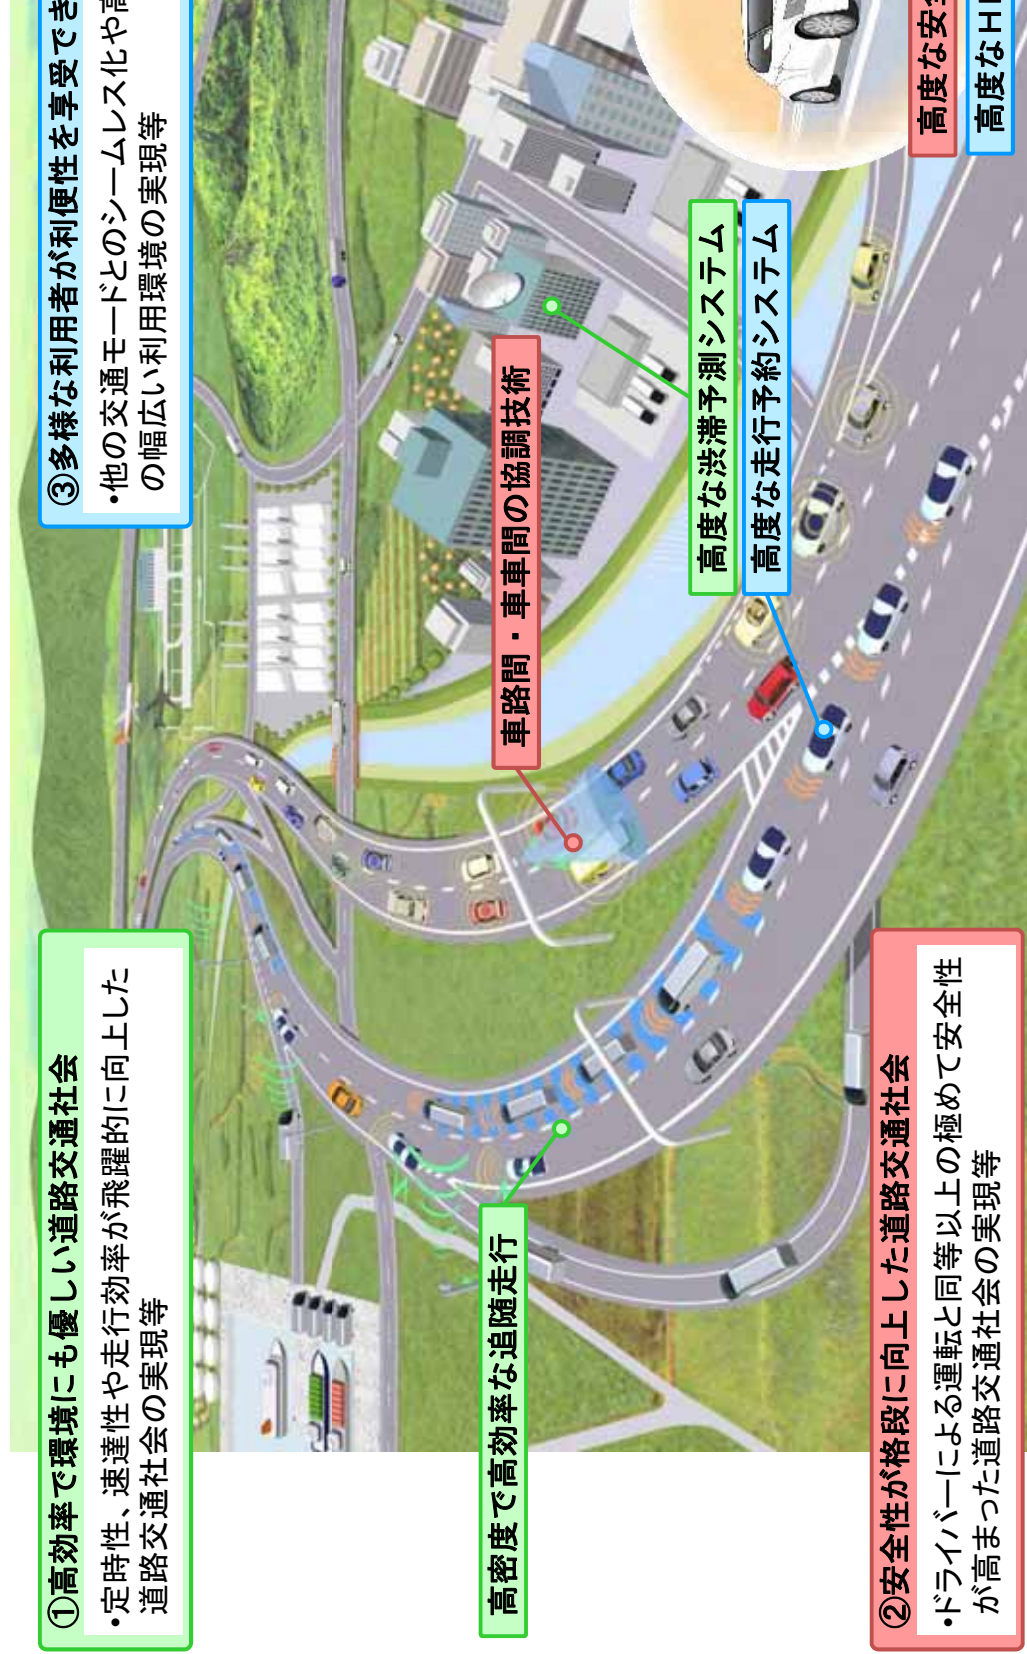 ①高効率で環境にも優しい道路交通社会
・定時性、速達性や走行効率が飛躍的に向上した
道路交通社会の実現等
③多様な利用者が利便性を享受でき
・他の交通モードとのシームレス化や高
の幅広い利用環境の実現等
車路間・車車間の協調技術
高密度で高効率な追随走行
高度な渋滞予測システム
高度な走行予約システム
②安全性が格段に向上した道路交通社会
・ドライバーによる運転と同等以上の極めて安全性
が高まった道路交通社会の実現等
高度な安全
高度なHM